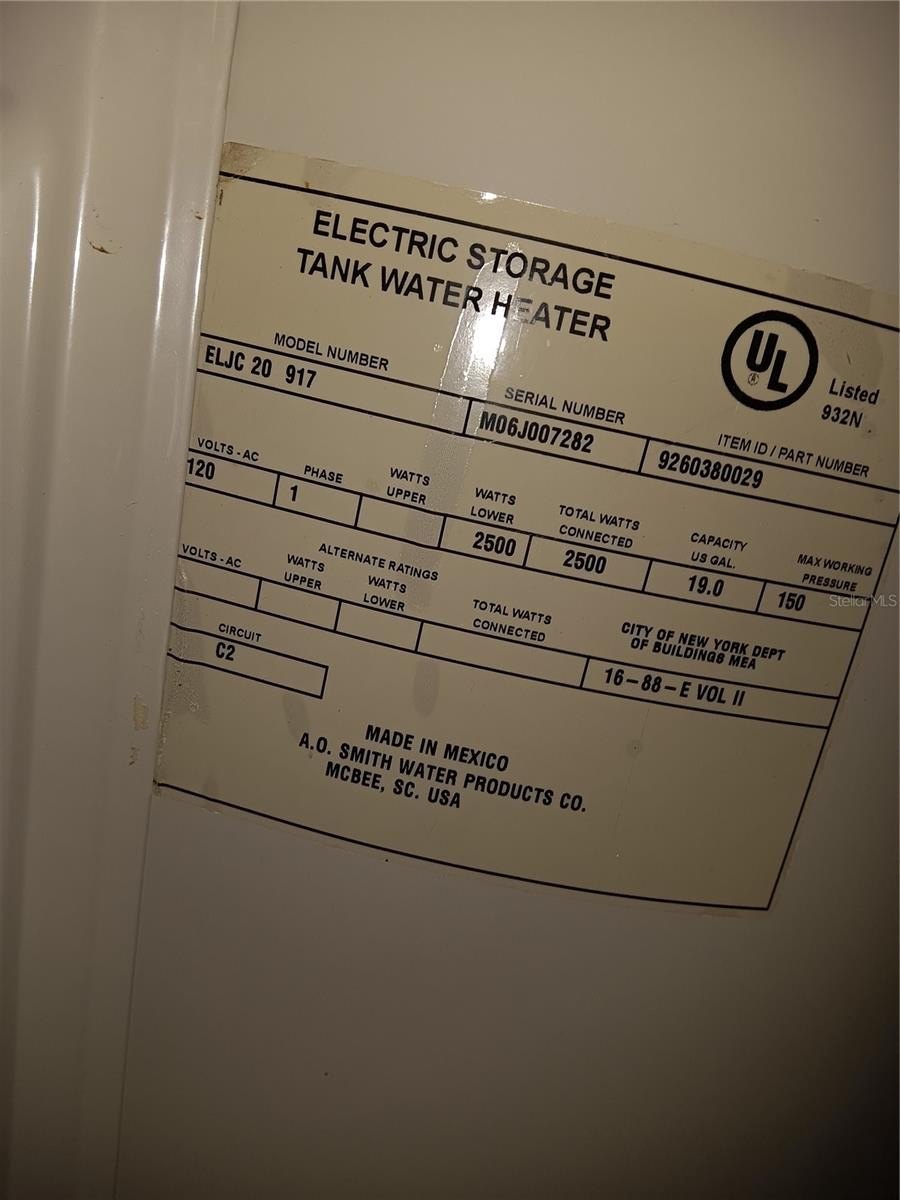 ELECTRIC STORAGE
TANK WATER HEATER
UL
R
Listed
932N
MODEL NUMBER
ELJC 20 917
SERIAL NUMBER
M06J007282
ITEM ID / PART NUMBER
9260380029
VOLTS - AC
120
PHASE
1
WATTS
UPPER
WATTS
LOWER
2500
TOTAL WATTS
CONNECTED
2500
CAPACITY
US GAL.
19.0
MAX WORKING
PRESSURE
150
StellarMLS
ALTERNATE RATINGS
VOLTS - AC
WATTS
UPPER
WATTS
LOWER
TOTAL WATTS
CONNECTED
CITY OF NEW YORK DEPT
OF BUILDINGS MEA
16-88-E VOL II
CIRCUIT
C2
MADE IN MEXICO
A.O. SMITH WATER PRODUCTS CO.
MCBEE, SC. USA